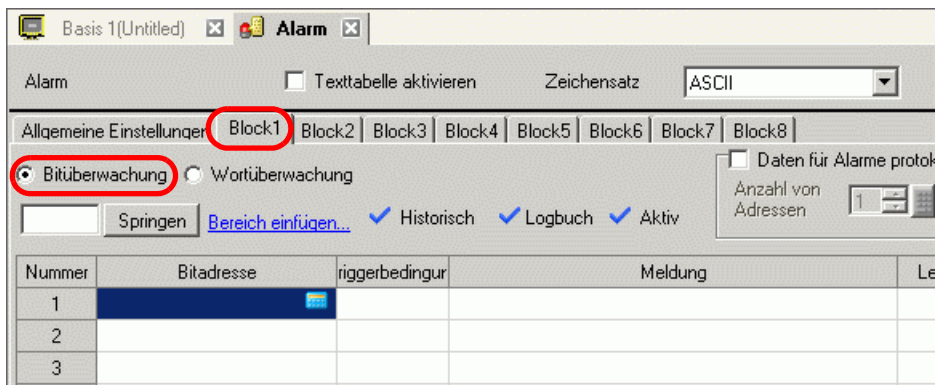 Basis 1(Untitled) Alarm
Alarm Texttabelle aktivieren Zeichensatz ASCII
Allgemeine Einstellungen Block1 Block2 Block3 Block4 Block5 Block6 Block7 Block8
Bitüberwachung Wortüberwachung Daten für Alarme protok
Springen Bereich einfügen... Historisch Logbuch Aktiv Anzahl von Adressen 1
Nummer Bitadresse riggerbedingur Meldung Le
1
2
3